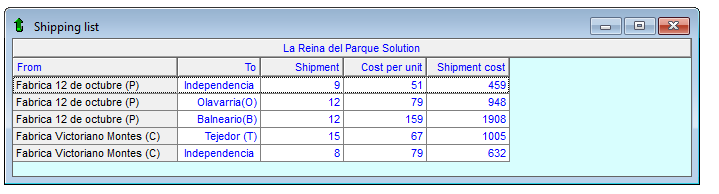 Shipping list
La Reina del Parque Solution
From To Shipment Cost per unit Shipment cost
Fabrica 12 de octubre (P) Independencia 9 51 459
Fabrica 12 de octubre (P) Olavarria(O) 12 79 948
Fabrica 12 de octubre (P) Balneario(B) 12 159 1908
Fabrica Victoriano Montes (C) Tejedor (T) 15 67 1005
Fabrica Victoriano Montes (C) Independencia 8 79 632